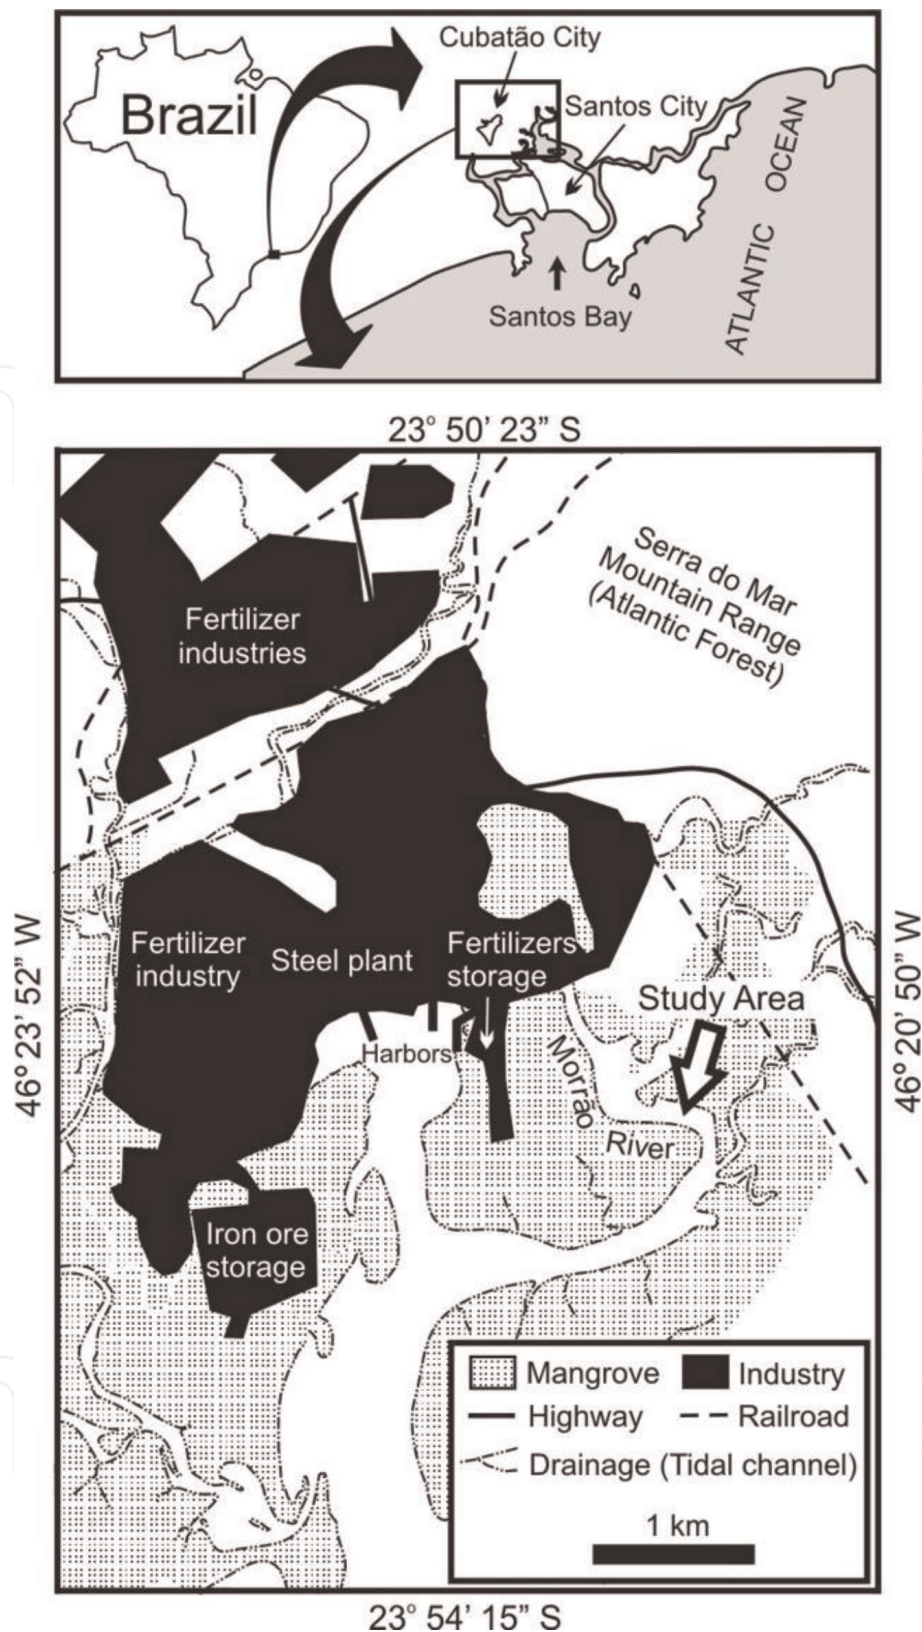 Cubatão City
Brazil
Santos City
ATLANTIC OCEAN
Santos Bay
23° 50' 23” S
Serra do Mar
Mountain Range
(Atlantic Forest)
Fertilizer
industries
Fertilizer
industry
Steel plant
Fertilizers
storage
46° 23' 52” W
46° 20' 50” W
Study Area
Harbors
Morrão
River
Iron ore
storage
Mangrove
Industry
Highway
Railroad
Drainage (Tidal channel)
1 km
23° 54' 15” S